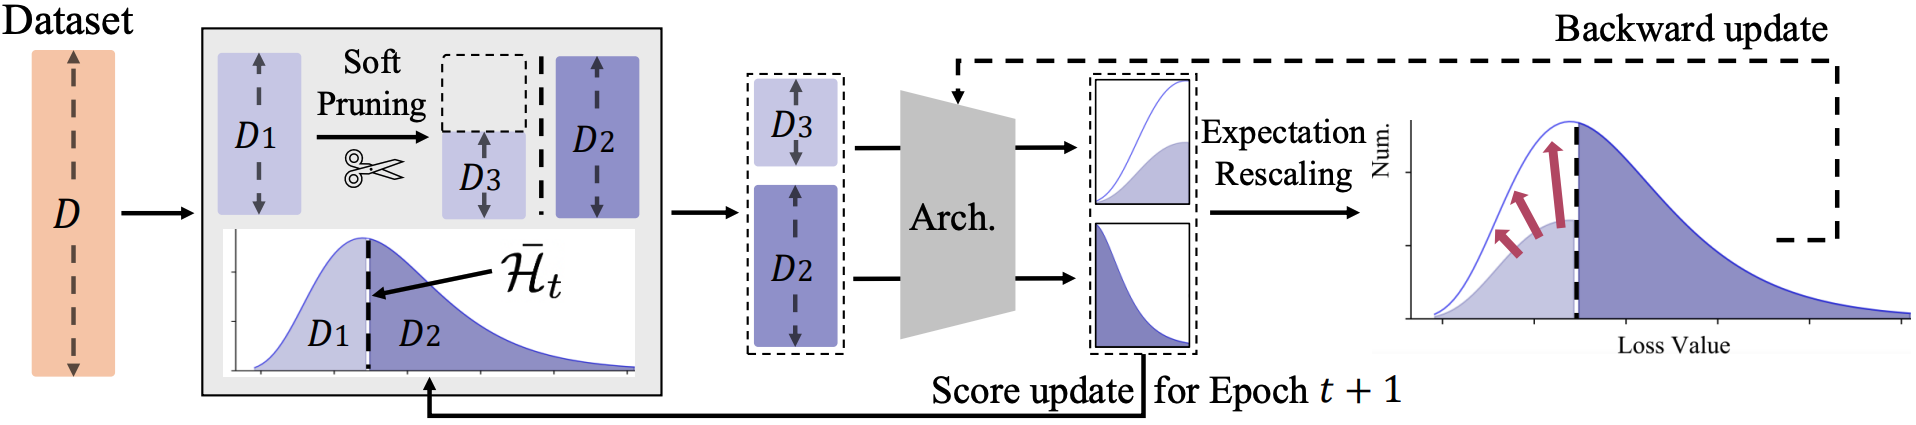 Dataset
D
D1
Soft
Pruning
D3
D2
D1
D2
\bar{\mathcal{H}}_t
D3
D2
Arch.
Expectation
Rescaling
Backward update
Num.
Loss Value
Score update for Epoch t + 1